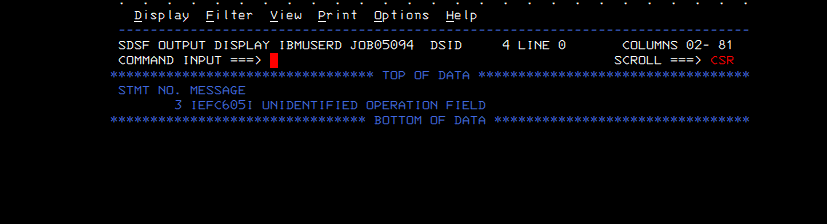 Display Filter View Print Options Help
-------------------------------------------------------------------------------
SDSF OUTPUT DISPLAY IBMUSERD JOB05094 DSID 4 LINE 0 COLUMNS 02- 81
COMMAND INPUT ===> SCROLL ===> CSR
********************************* TOP OF DATA **********************************
STMT NO. MESSAGE
3 IEFC605I UNIDENTIFIED OPERATION FIELD
******************************** BOTTOM OF DATA ********************************